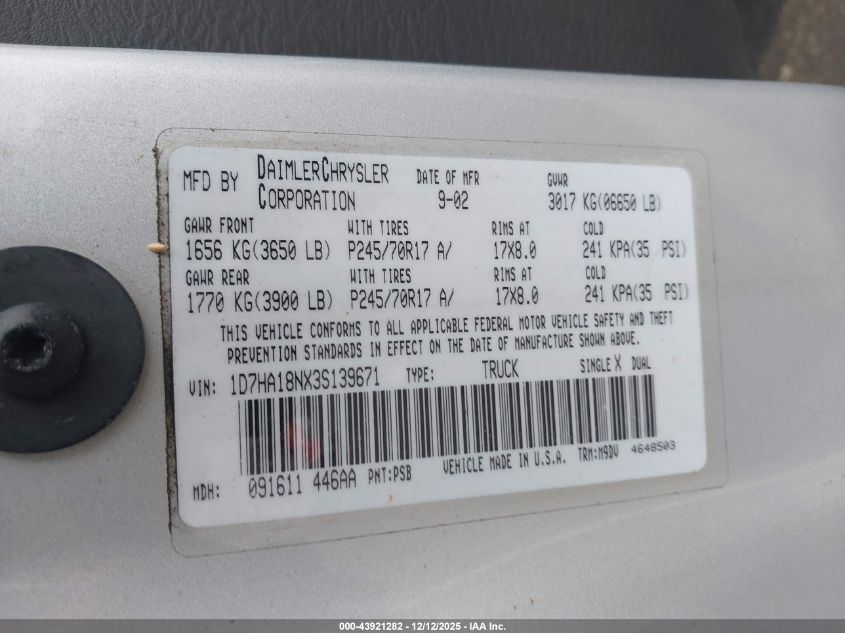 MFD BY DAIMLERCHRYSLER CORPORATION DATE OF MFR 9-02 GVWR 3017 KG(06650 LB)
GAWR FRONT WITH TIRES RIMS AT COLD
1656 KG(3650 LB) P245/70R17 A/ 17X8.0 241 KPA(35 PSI)
GAWR REAR WITH TIRES RIMS AT COLD
1770 KG(3900 LB) P245/70R17 A/ 17X8.0 241 KPA(35 PSI)
THIS VEHICLE CONFORMS TO ALL APPLICABLE FEDERAL MOTOR VEHICLE SAFETY AND THEFT
PREVENTION STANDARDS IN EFFECT ON THE DATE OF MANUFACTURE SHOWN ABOVE.
VIN: 1D7HA18NX3S139671 TYPE: TRUCK SINGLE X DUAL
MDH: 091611 446AA PNT:PSB VEHICLE MADE IN U.S.A. TRM:M9DV 4648503
000-43921282 - 12/12/2025 - IAA Inc.